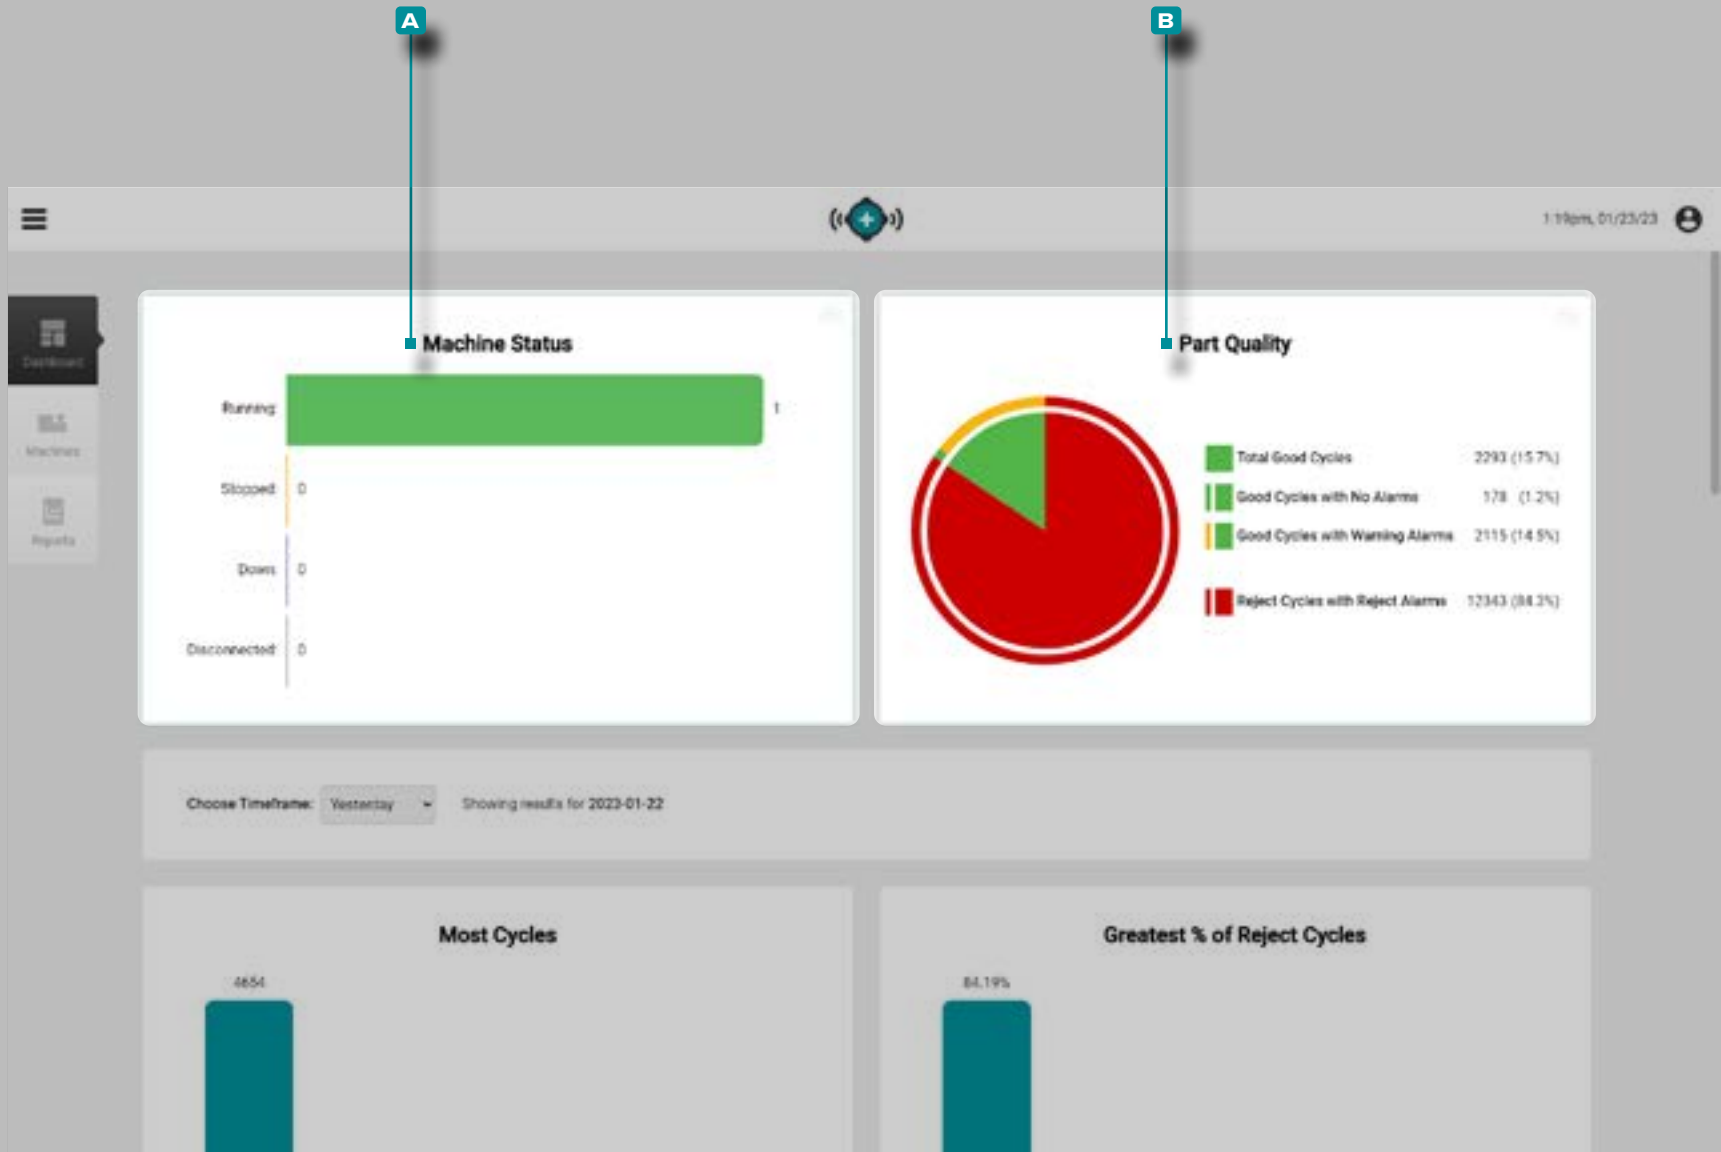 A
B
1:19pm, 01/23/23
Dashboard
Machines
Reports
Machine Status
Running 1
Stopped 0
Down 0
Disconnected 0
Part Quality
Total Good Cycles 2293 (15.7%)
Good Cycles with No Alarms 178 (1.2%)
Good Cycles with Warning Alarms 2115 (14.5%)
Reject Cycles with Reject Alarms 12343 (84.3%)
Choose Timeframe: Yesterday Showing results for 2023-01-22
Most Cycles
4654
Greatest % of Reject Cycles
84.19%